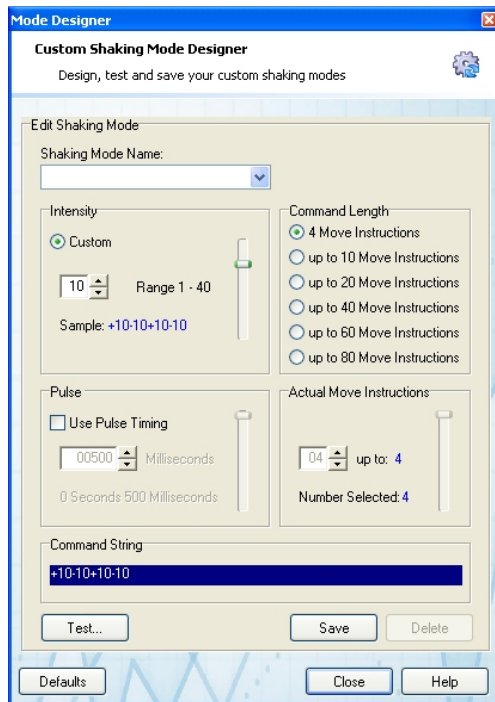 Mode Designer
Custom Shaking Mode Designer
Design, test and save your custom shaking modes
Edit Shaking Mode
Shaking Mode Name:
Intensity
Custom
10
Range 1 - 40
Sample: +10-10+10-10
Command Length
4 Move Instructions
up to 10 Move Instructions
up to 20 Move Instructions
up to 40 Move Instructions
up to 60 Move Instructions
up to 80 Move Instructions
Pulse
Use Pulse Timing
00500 Milliseconds
0 Seconds 500 Milliseconds
Actual Move Instructions
04 up to: 4
Number Selected: 4
Command String
+10-10+10-10
Test...
Save
Delete
Defaults
Close
Help